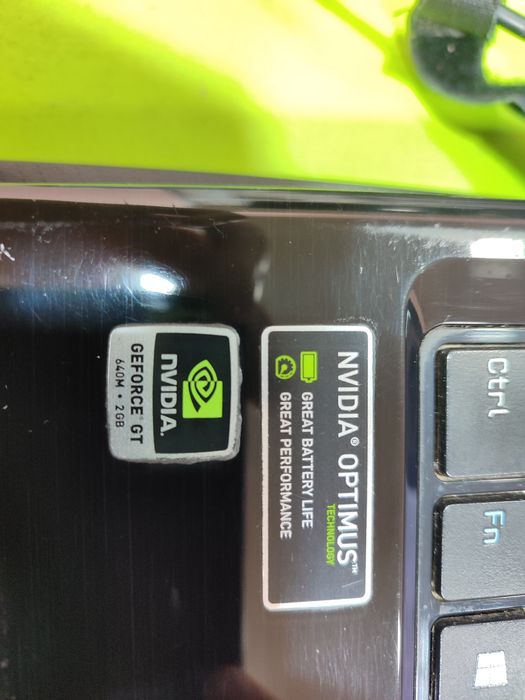 NVIDIA® OPTIMUS™
TECHNOLOGY
GREAT BATTERY LIFE
GREAT PERFORMANCE
NVIDIA.
GEFORCE® GT
640M • 2GB
Ctrl
Fn